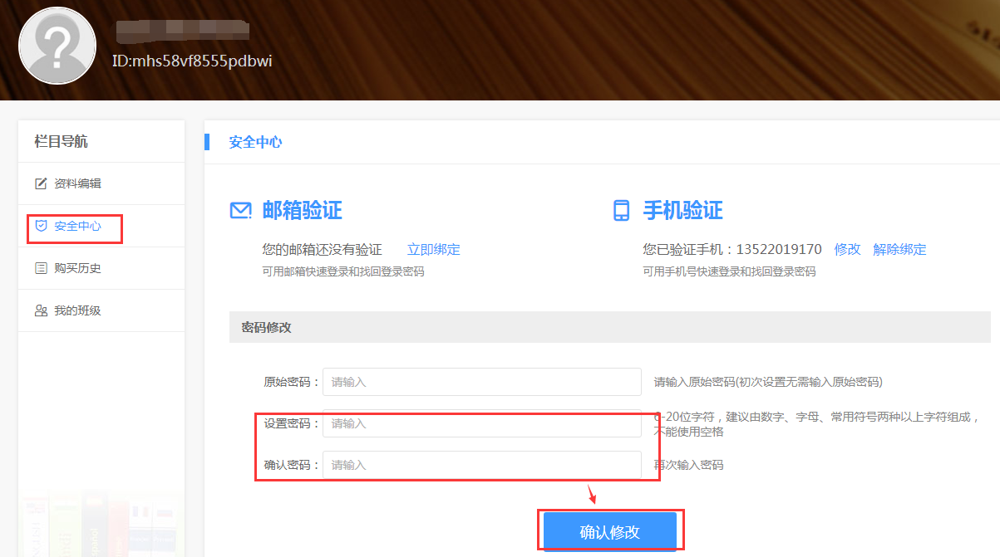 ID:mhs58vf8555pdbwi
栏目导航
资料编辑
安全中心
购买历史
我的班级
安全中心
邮箱验证
您的邮箱还没有验证 立即绑定
可用邮箱快速登录和找回登录密码
手机验证
您已验证手机：13522019170 修改 解除绑定
可用手机号快速登录和找回登录密码
密码修改
原始密码： 请输入 请输入原始密码(初次设置无需输入原始密码)
设置密码： 请输入 6-20位字符，建议由数字、字母、常用符号两种以上字符组成，
不能使用空格
确认密码： 请输入 再次输入密码
确认修改